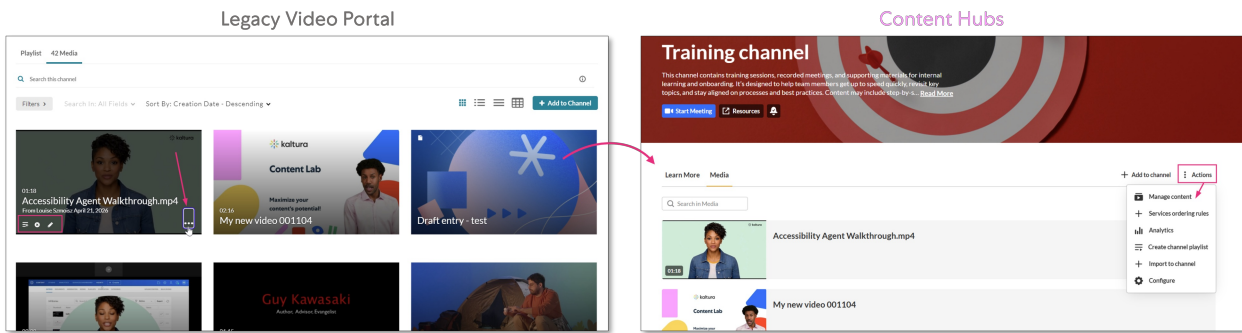 Legacy Video Portal
Playlist 42 Media
Search this channel
Filters > Search In: All Fields Sort By: Creation Date - Descending + Add to Channel
kaltura
01:18
Accessibility Agent Walkthrough.mp4
kaltura
Content Lab
Maximize your
content's potential!
02:16
My new video 001104
Draft entry - test
Guy Kawasaki
Author, Advisor, Evangelist
Content Hubs
Training channel
This channel contains training sessions, recorded meetings, and supporting materials for internal
learning and onboarding. It's designed to help team members get up to speed quickly, revisit key
topics, and stay aligned on processes and best practices. Content may include step-by-s... Read More
Start Meeting Resources
Learn More Media + Add to channel Actions
Search in Media
Manage content
Services ordering rules
Analytics
Create channel playlist
Import to channel
Configure
01:18
Accessibility Agent Walkthrough.mp4
kaltura
Content Lab
Maximize your
My new video 001104